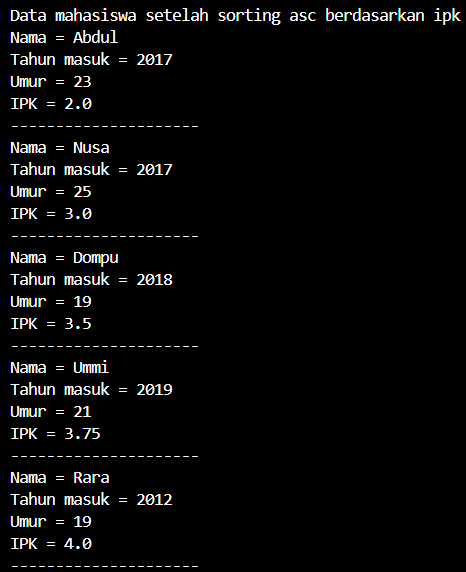 Data mahasiswa setelah sorting asc berdasarkan ipk
Nama = Abdul
Tahun masuk = 2017
Umur = 23
IPK = 2.0
---------------------
Nama = Nusa
Tahun masuk = 2017
Umur = 25
IPK = 3.0
---------------------
Nama = Dompu
Tahun masuk = 2018
Umur = 19
IPK = 3.5
---------------------
Nama = Ummi
Tahun masuk = 2019
Umur = 21
IPK = 3.75
---------------------
Nama = Rara
Tahun masuk = 2012
Umur = 19
IPK = 4.0
---------------------